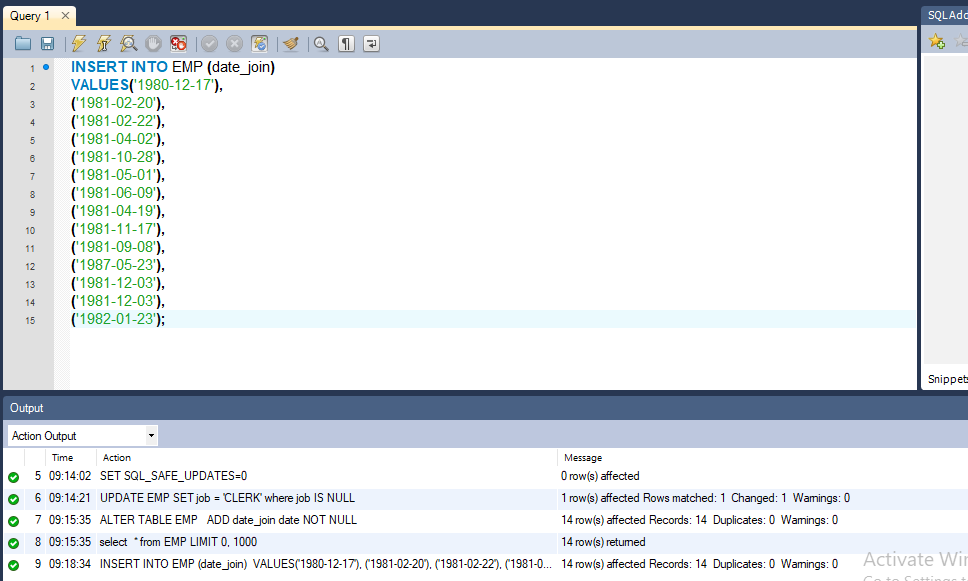 Query 1
SQLAdd
1 INSERT INTO EMP (date_join)
2 VALUES('1980-12-17'),
3 ('1981-02-20'),
4 ('1981-02-22'),
5 ('1981-04-02'),
6 ('1981-10-28'),
7 ('1981-05-01'),
8 ('1981-06-09'),
9 ('1981-04-19'),
10 ('1981-11-17'),
11 ('1981-09-08'),
12 ('1987-05-23'),
13 ('1981-12-03'),
14 ('1981-12-03'),
15 ('1982-01-23');
Snippets
Output
Action Output
Time Action Message
5 09:14:02 SET SQL_SAFE_UPDATES=0 0 row(s) affected
6 09:14:21 UPDATE EMP SET job = 'CLERK' where job IS NULL 1 row(s) affected Rows matched: 1 Changed: 1 Warnings: 0
7 09:15:35 ALTER TABLE EMP ADD date_join date NOT NULL 14 row(s) affected Records: 14 Duplicates: 0 Warnings: 0
8 09:15:35 select *from EMP LIMIT 0, 1000 14 row(s) returned
9 09:18:34 INSERT INTO EMP (date_join) VALUES('1980-12-17'), ('1981-02-20'), ('1981-02-22'), ('1981-0... 14 row(s) affected Records: 14 Duplicates: 0 Warnings: 0
Activate Win